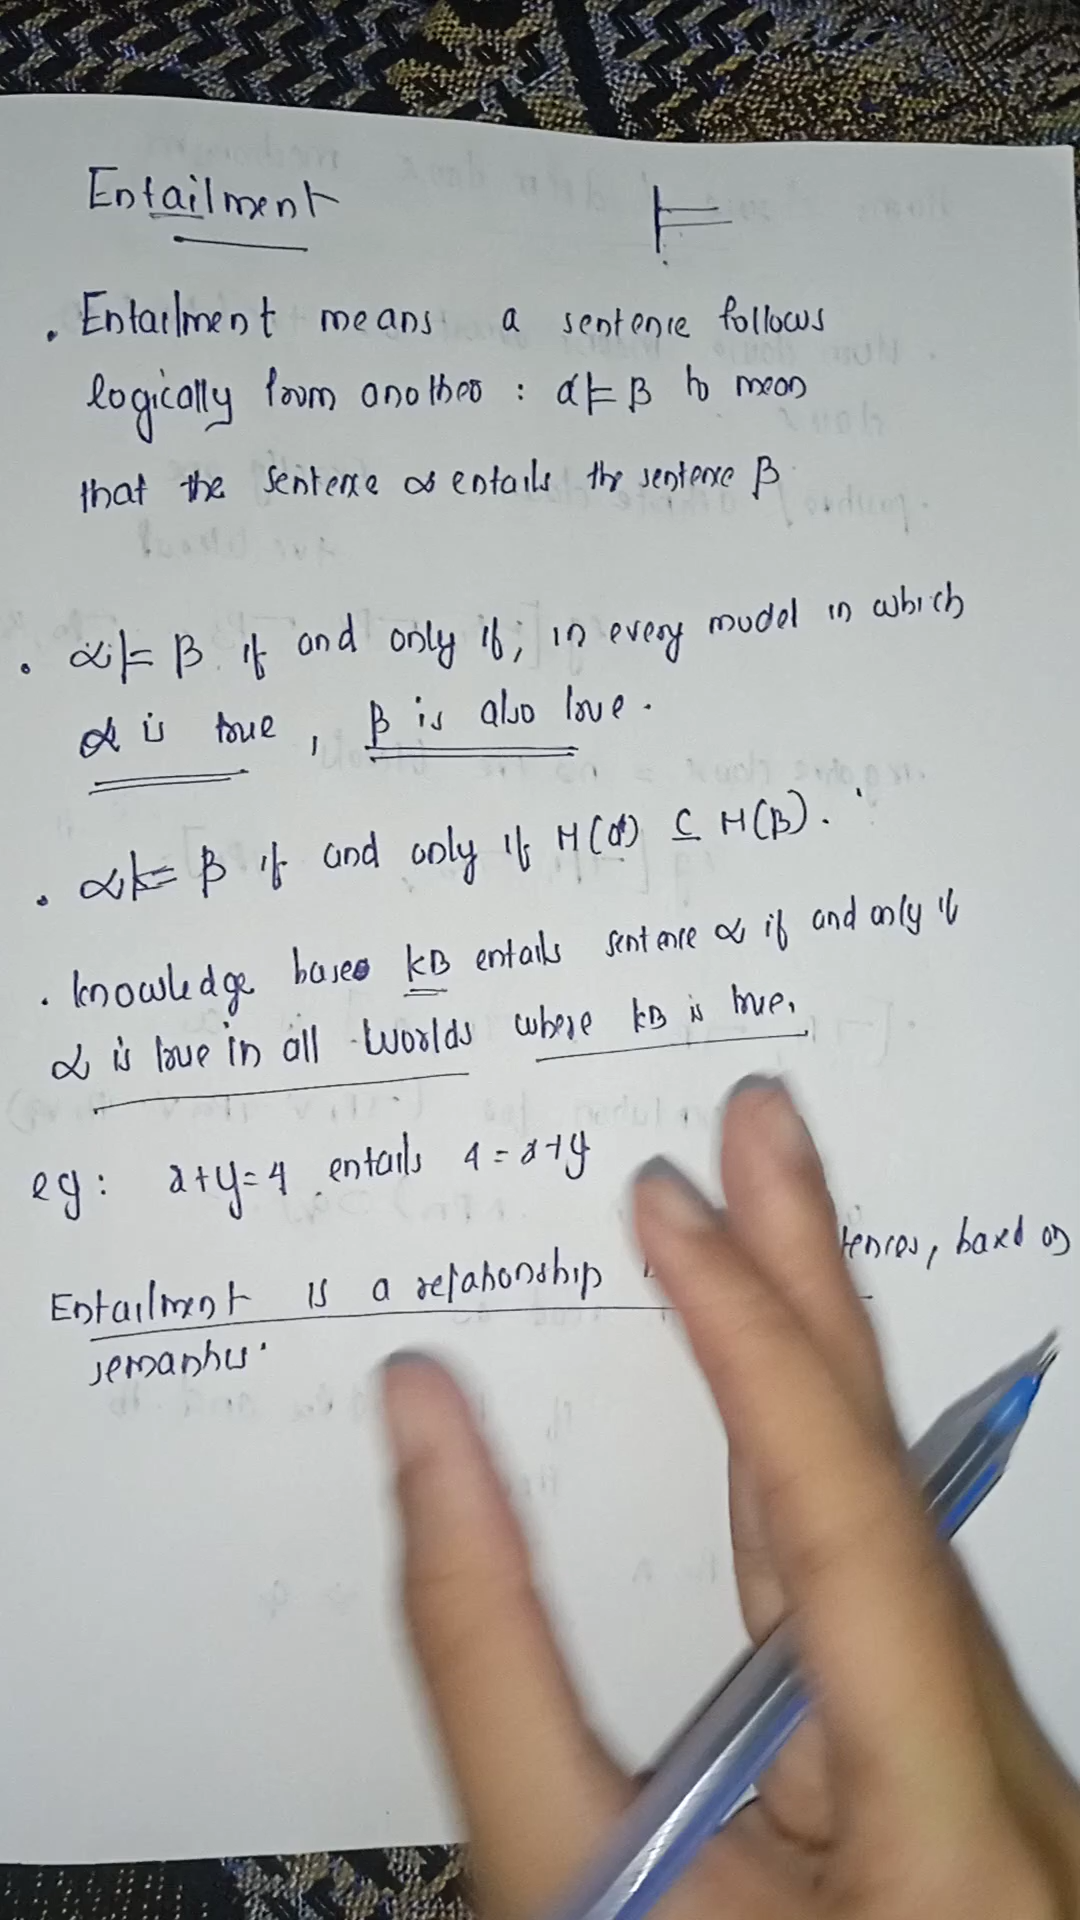 Entailment ⊨
. Entailment means a sentence follows
logically from another : α ⊨ β to mean
that the sentence α entails the sentence β
. α ⊨ β if and only if, in every model in which
α is true, β is also true.
. α ⊨ β if and only if M(α) ⊆ M(β).
. knowledge base KB entails sentence α if and only if
α is true in all worlds where KB is true.
eg: x+y=4 entails 4=x+y
Entailment is a relationship tences, based on
semantics.